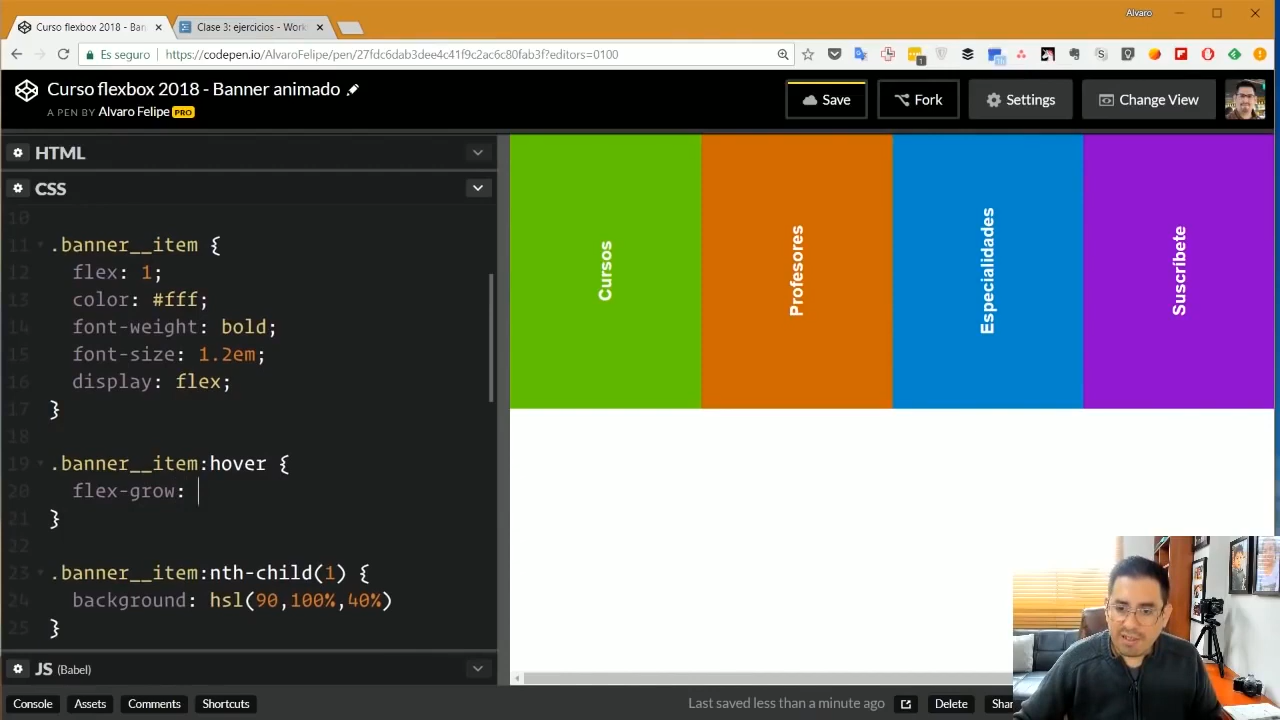 Alvaro
Curso flexbox 2018 - Ban
Clase 3: ejercicios - Work
Es seguro
https://codepen.io/AlvaroFelipe/pen/27fdc6dab3dee4c41f9c2ac6c80fab3f?editors=0100
Curso flexbox 2018 - Banner animado
A PEN BY Alvaro Felipe PRO
Save
Fork
Settings
Change View
HTML
CSS
10
11 .banner__item {
12 flex: 1;
13 color: #fff;
14 font-weight: bold;
15 font-size: 1.2em;
16 display: flex;
17 }
18
19 .banner__item:hover {
20 flex-grow:
21 }
22
23 .banner__item:nth-child(1) {
24 background: hsl(90,100%,40%)
25 }
JS (Babel)
Cursos
Profesores
Especialidades
Suscríbete
Console
Assets
Comments
Shortcuts
Last saved less than a minute ago
Delete
Shar